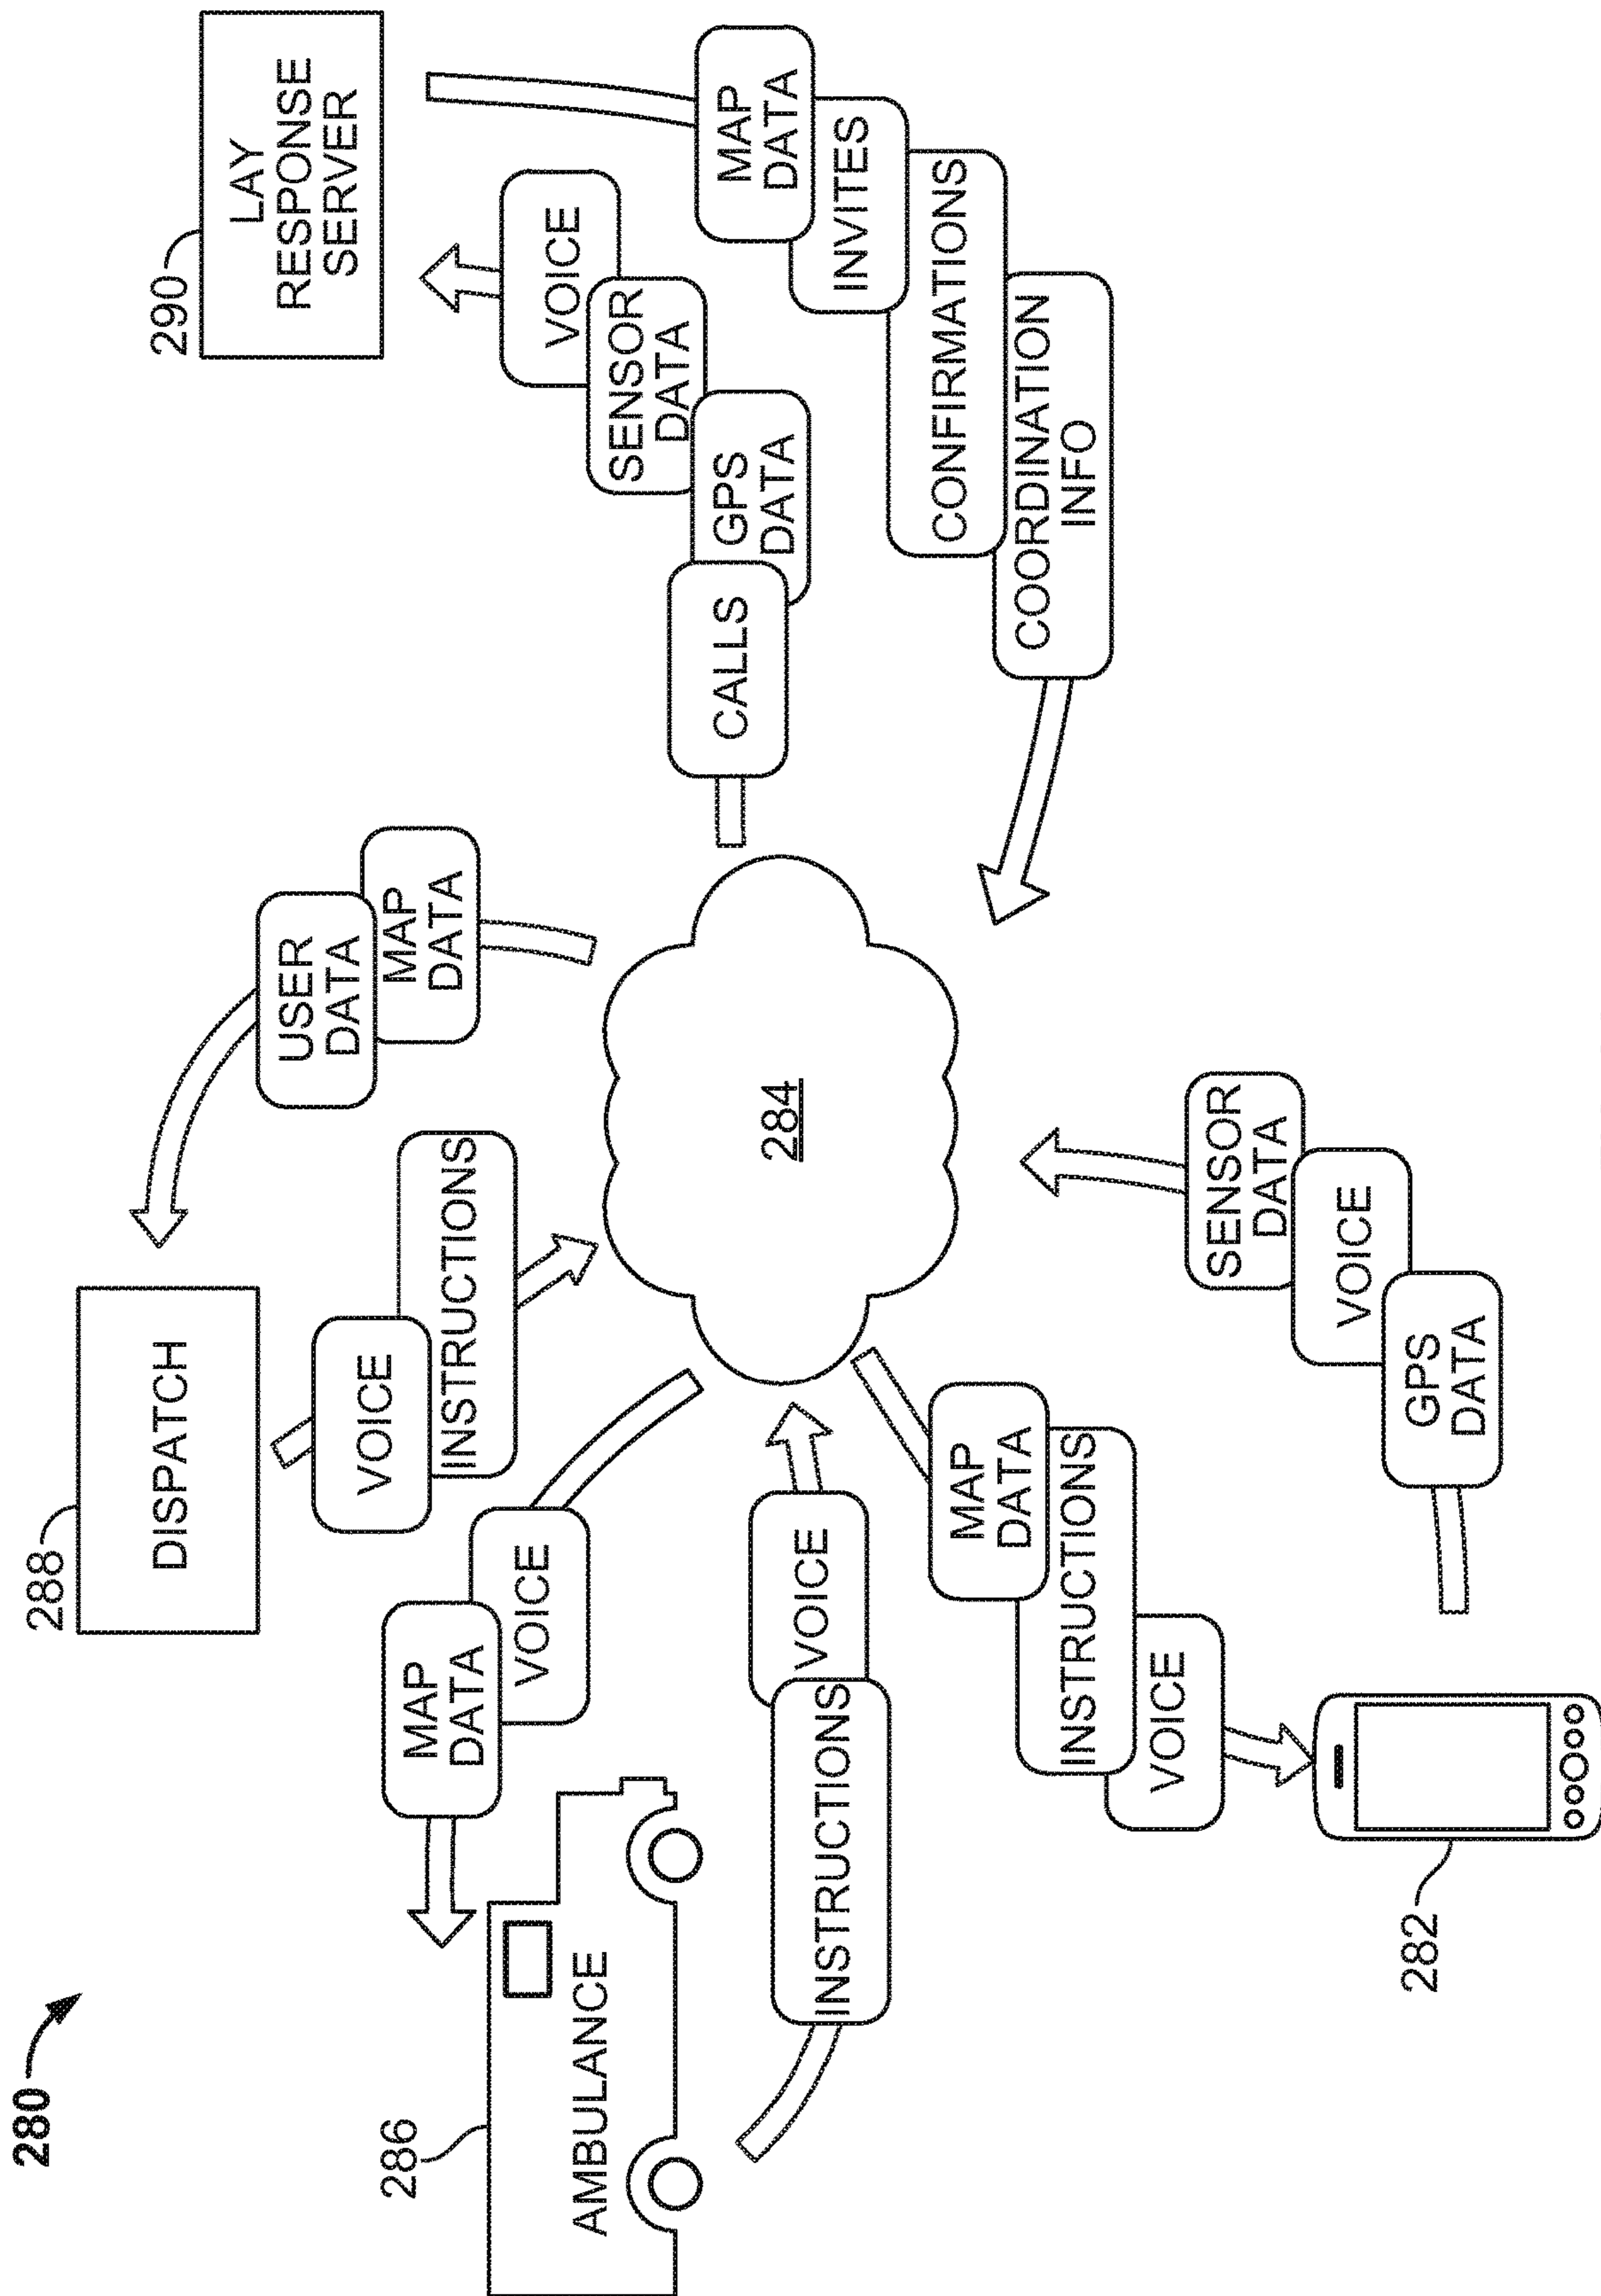 280
288
DISPATCH
USER
DATA
MAP
DATA
290
LAY
RESPONSE
SERVER
VOICE
INSTRUCTIONS
286
AMBULANCE
MAP
DATA
VOICE
VOICE
SENSOR
DATA
GPS
DATA
CALLS
284
INSTRUCTIONS
VOICE
MAP
DATA
INVITES
CONFIRMATIONS
COORDINATION
INFO
MAP
DATA
INSTRUCTIONS
VOICE
SENSOR
DATA
VOICE
GPS
DATA
282